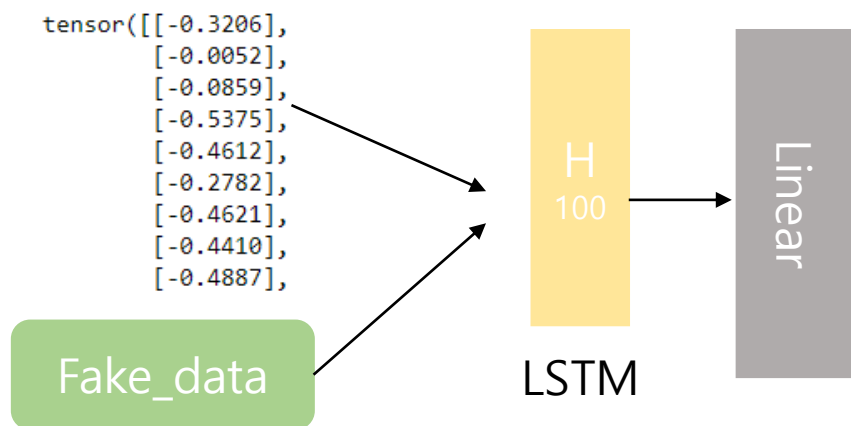 tensor([[-0.3206],
[-0.0052],
[-0.0859],
[-0.5375],
[-0.4612],
[-0.2782],
[-0.4621],
[-0.4410],
[-0.4887],
Fake_data
H
100
LSTM
Linear